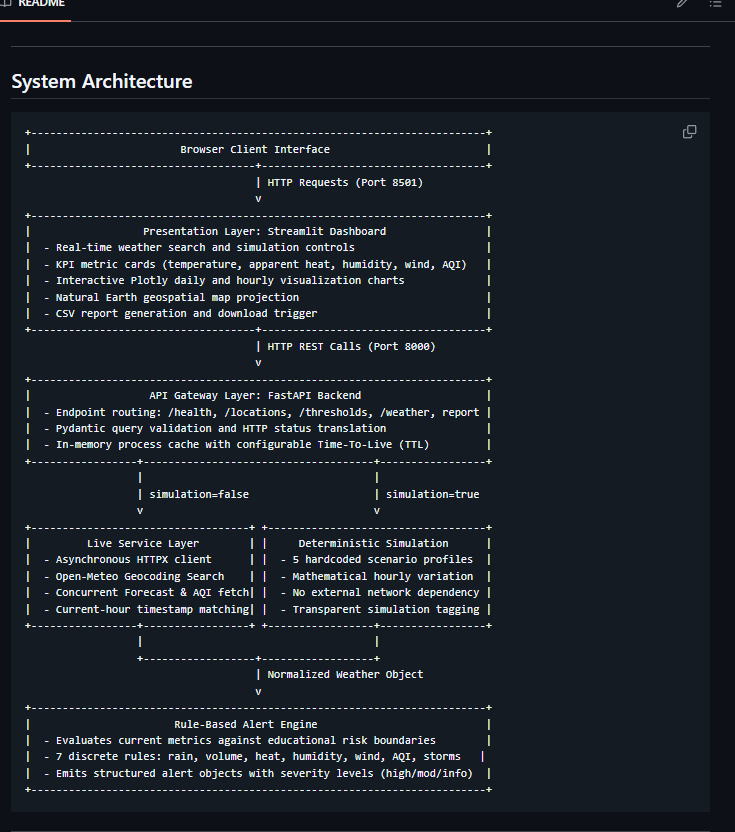 README
System Architecture
+-------------------------------------------------------------------------+
|                        Browser Client Interface                         |
+------------------------------------+------------------------------------+
                                     | HTTP Requests (Port 8501)
                                     v
+-------------------------------------------------------------------------+
|                  Presentation Layer: Streamlit Dashboard                |
|  - Real-time weather search and simulation controls                     |
|  - KPI metric cards (temperature, apparent heat, humidity, wind, AQI)   |
|  - Interactive Plotly daily and hourly visualization charts             |
|  - Natural Earth geospatial map projection                              |
|  - CSV report generation and download trigger                           |
+------------------------------------+------------------------------------+
                                     | HTTP REST Calls (Port 8000)
                                     v
+-------------------------------------------------------------------------+
|                   API Gateway Layer: FastAPI Backend                    |
|  - Endpoint routing: /health, /locations, /thresholds, /weather, report |
|  - Pydantic query validation and HTTP status translation                |
|  - In-memory process cache with configurable Time-To-Live (TTL)         |
+-----------------+-------------------------------------+-----------------+
                  |                                     |
                  | simulation=false                    | simulation=true
                  v                                     v
+-----------------------------------+ +-----------------------------------+
|         Live Service Layer        | |     Deterministic Simulation      |
|  - Asynchronous HTTPX client      | |  - 5 hardcoded scenario profiles  |
|  - Open-Meteo Geocoding Search    | |  - Mathematical hourly variation  |
|  - Concurrent Forecast & AQI fetch| |  - No external network dependency |
|  - Current-hour timestamp matching| |  - Transparent simulation tagging |
+-----------------+-----------------+ +-----------------+-----------------+
                  |                                     |
                  +------------------+------------------+
                                     | Normalized Weather Object
                                     v
+-------------------------------------------------------------------------+
|                       Rule-Based Alert Engine                           |
|  - Evaluates current metrics against educational risk boundaries        |
|  - 7 discrete rules: rain, volume, heat, humidity, wind, AQI, storms   |
|  - Emits structured alert objects with severity levels (high/mod/info)  |
+-------------------------------------------------------------------------+